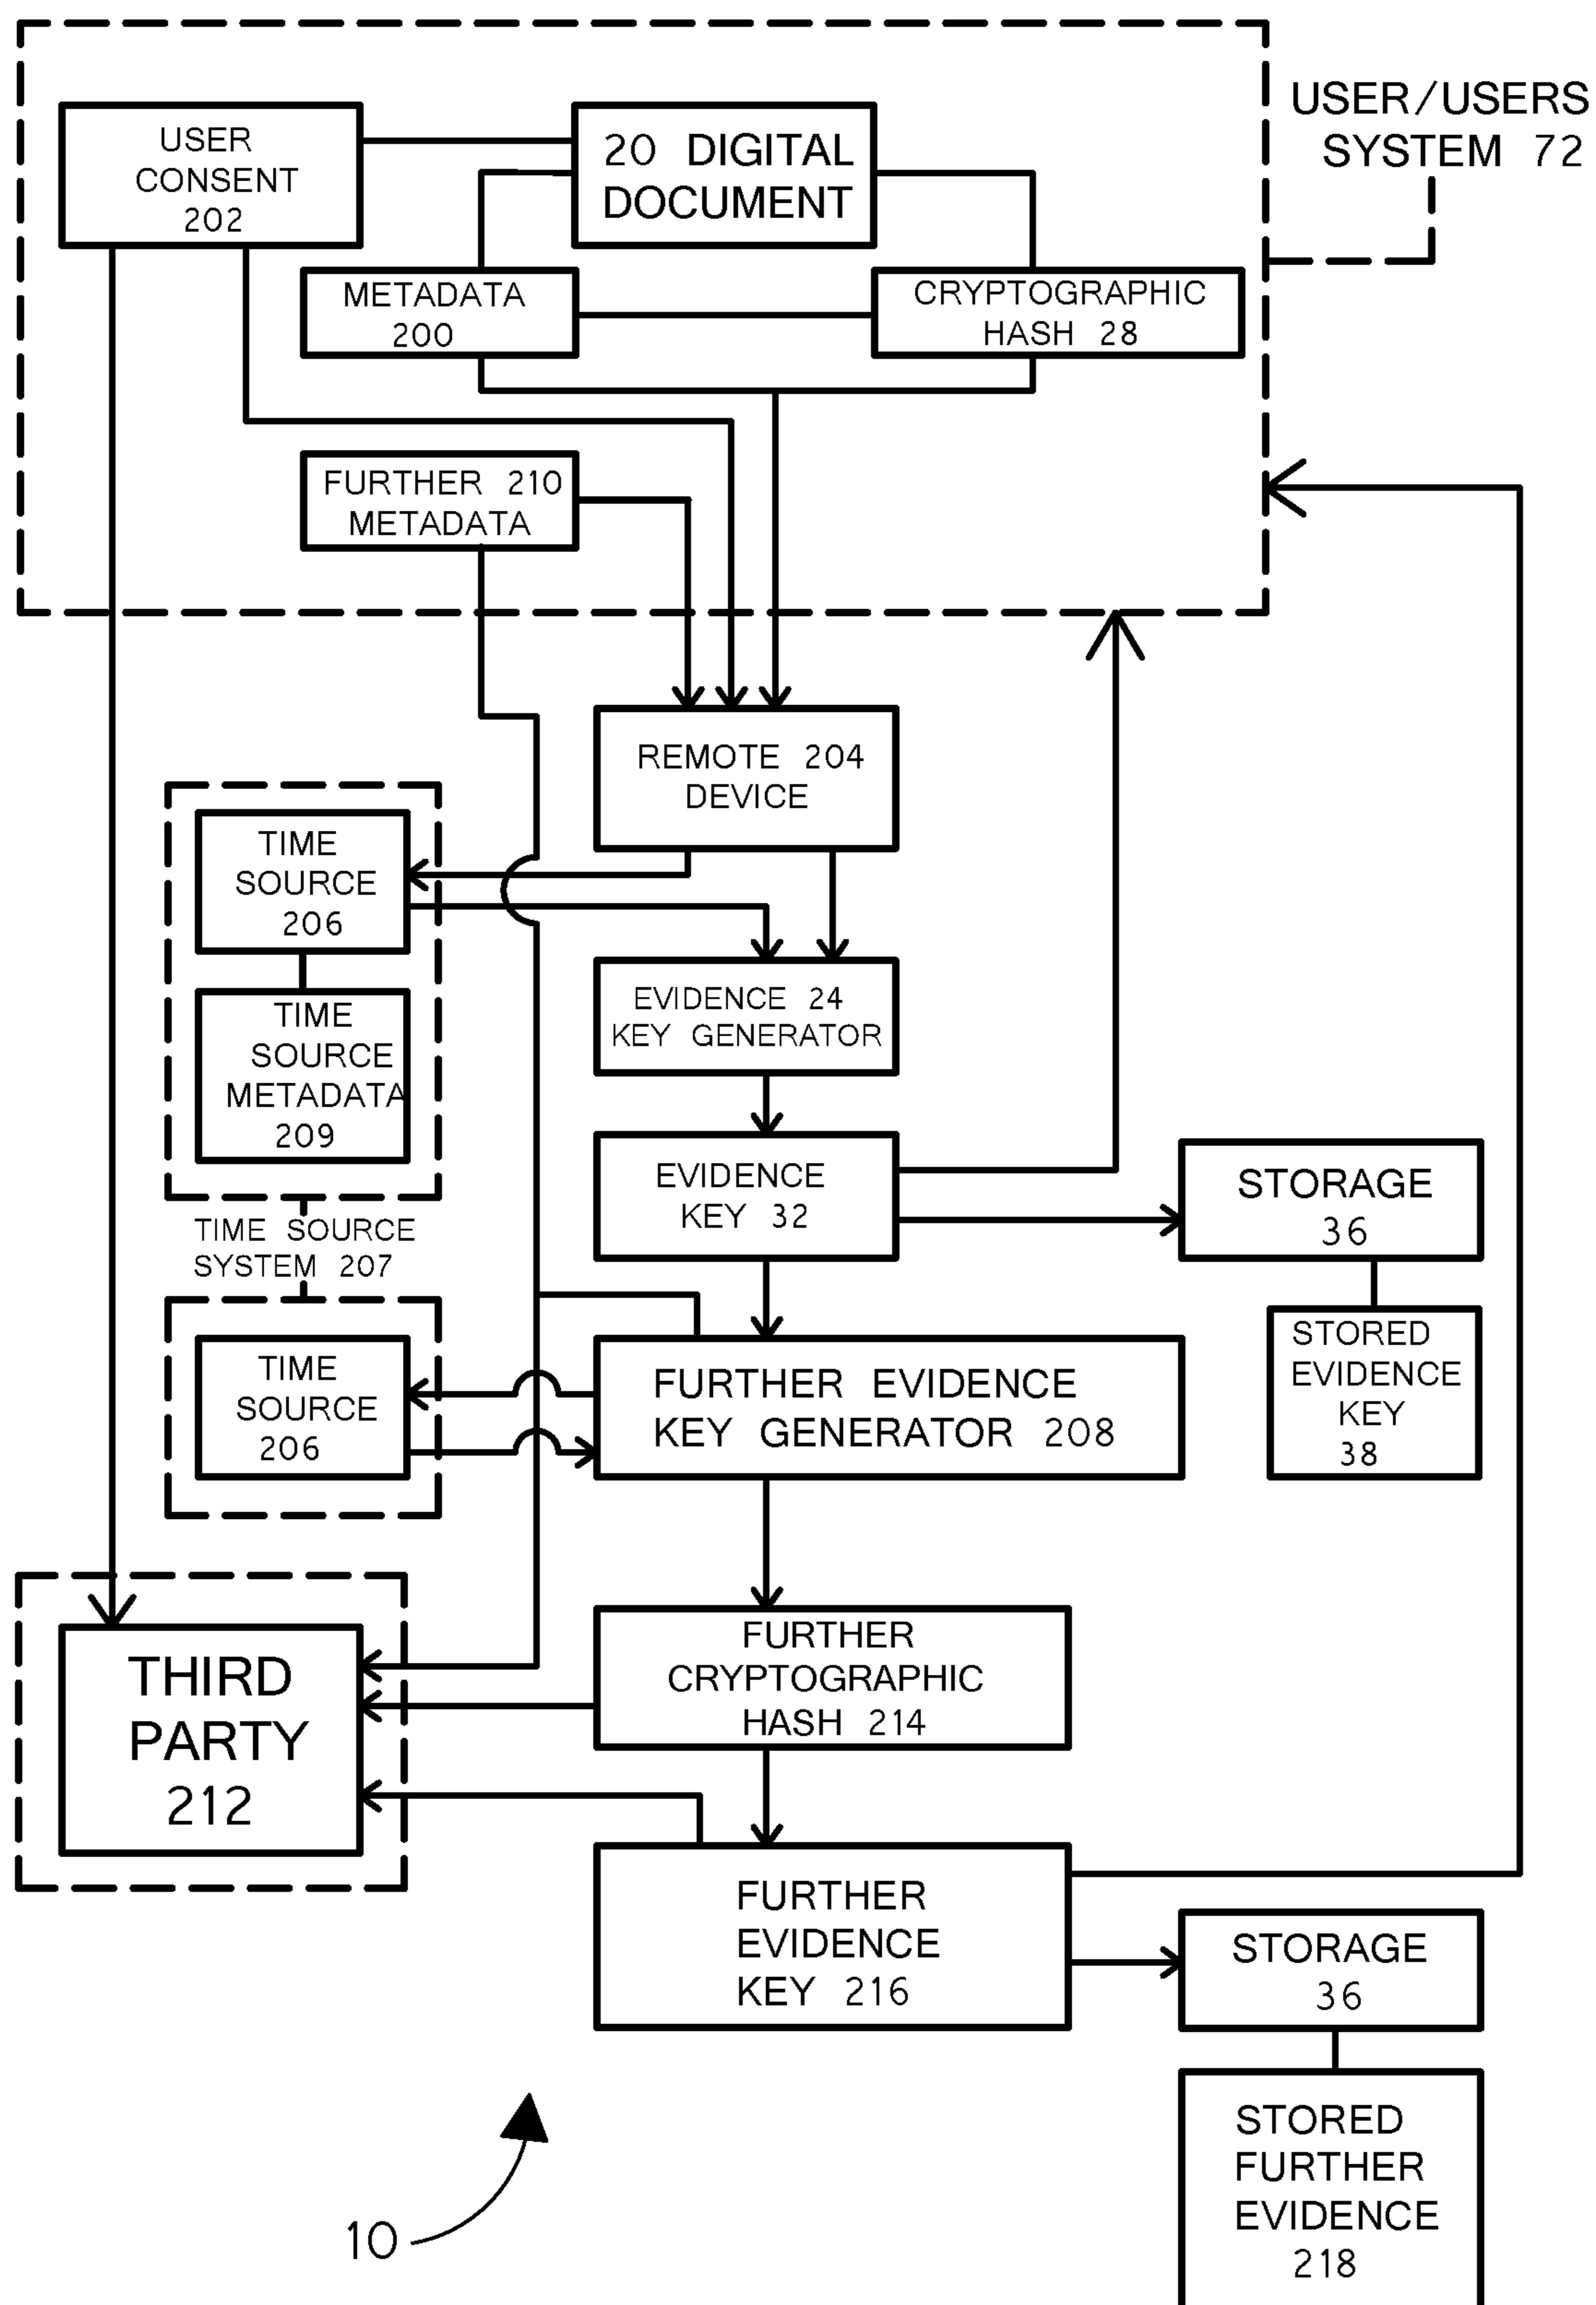 USER/USERS
SYSTEM 72
USER
CONSENT
202
20 DIGITAL
DOCUMENT
METADATA
200
CRYPTOGRAPHIC
HASH 28
FURTHER 210
METADATA
REMOTE 204
DEVICE
TIME
SOURCE
206
TIME
SOURCE
METADATA
209
EVIDENCE 24
KEY GENERATOR
EVIDENCE
KEY 32
STORAGE
36
TIME SOURCE
SYSTEM 207
STORED
EVIDENCE
KEY
38
TIME
SOURCE
206
FURTHER EVIDENCE
KEY GENERATOR 208
THIRD
PARTY
212
FURTHER
CRYPTOGRAPHIC
HASH 214
FURTHER
EVIDENCE
KEY 216
STORAGE
36
STORED
FURTHER
EVIDENCE
218
10